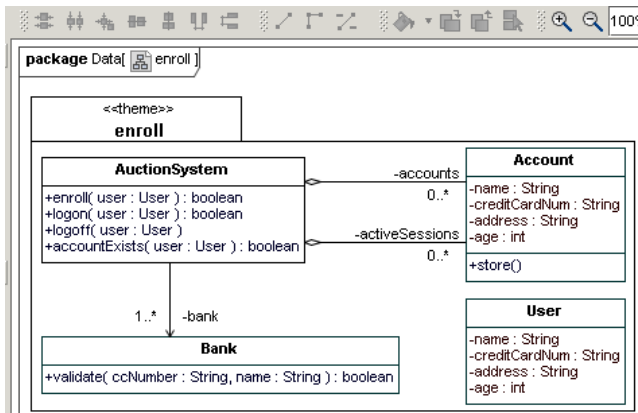 100%
package Data[ enroll ]
<<theme>>
enroll
AuctionSystem
+enroll( user : User ) : boolean
+logon( user : User ) : boolean
+logoff( user : User )
+accountExists( user : User ) : boolean
-accounts
0..*
-activeSessions
0..*
Account
-name : String
-creditCardNum : String
-address : String
-age : int
+store()
1..*
-bank
Bank
+validate( ccNumber : String, name : String ) : boolean
User
-name : String
-creditCardNum : String
-address : String
-age : int